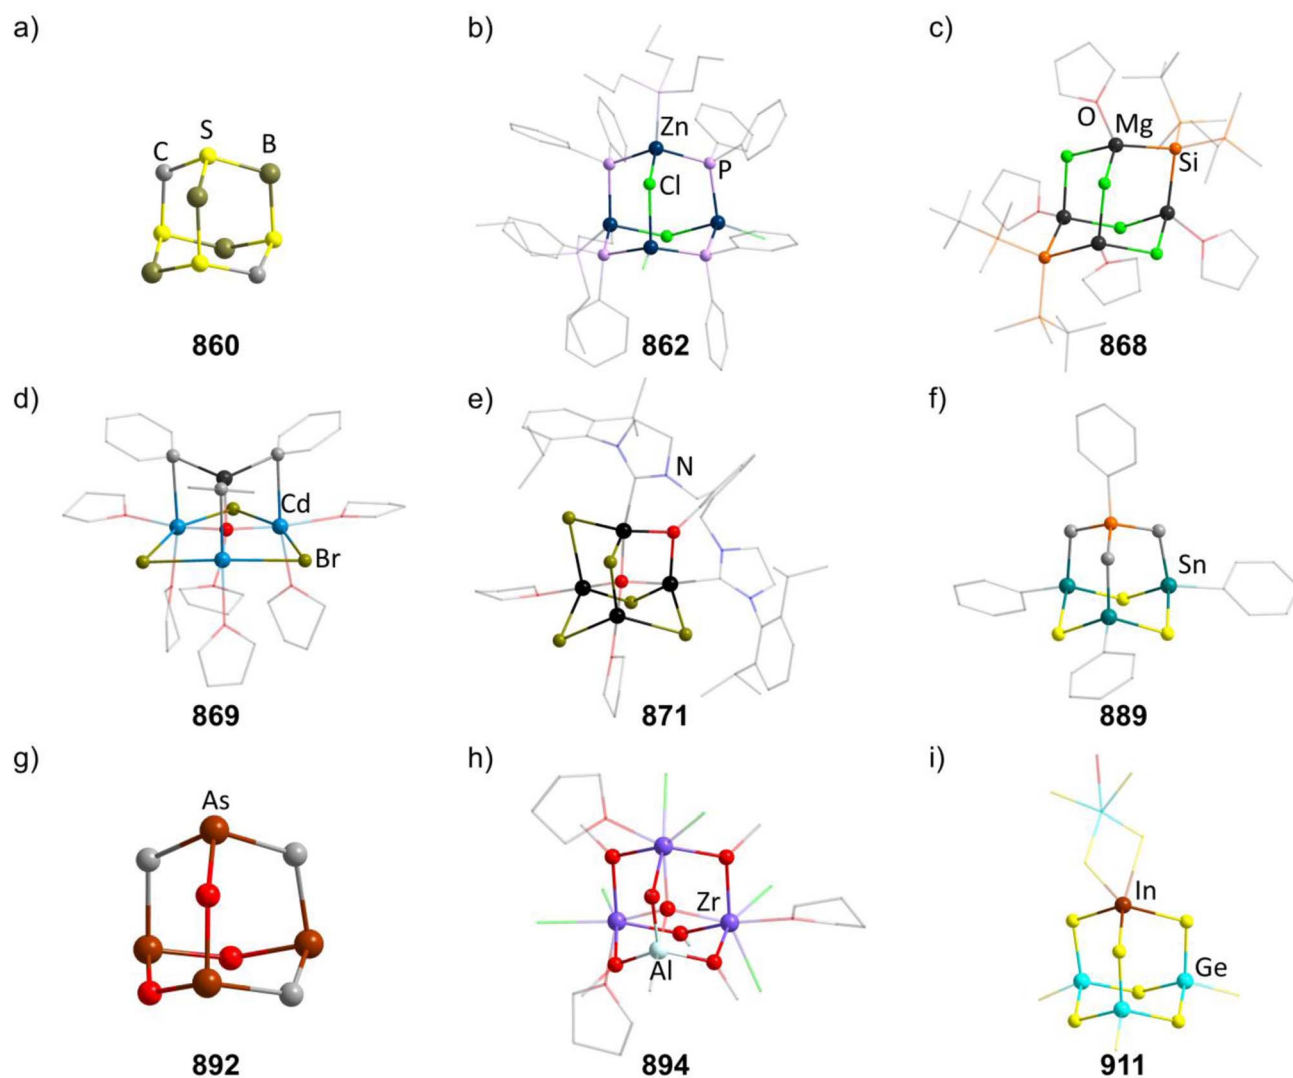 a)
b)
c)
S
C
B
Zn
P
Cl
O
Mg
Si
860
862
868
d)
e)
f)
Cd
Br
N
Sn
869
871
889
g)
h)
i)
As
Zr
Al
In
Ge
892
894
911